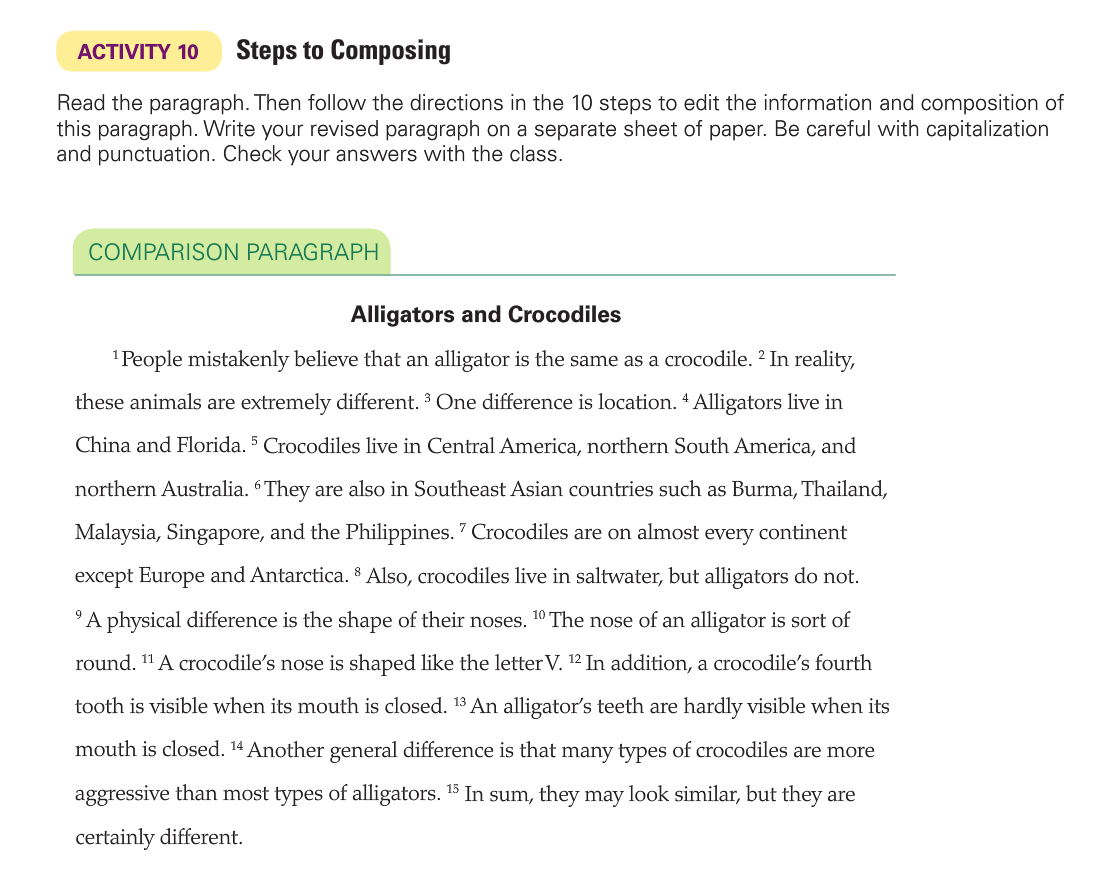 ACTIVITY 10 Steps to Composing
Read the paragraph. Then follow the directions in the 10 steps to edit the information and composition of
this paragraph. Write your revised paragraph on a separate sheet of paper. Be careful with capitalization
and punctuation. Check your answers with the class.
COMPARISON PARAGRAPH
Alligators and Crocodiles
¹ People mistakenly believe that an alligator is the same as a crocodile. ² In reality,
these animals are extremely different. ³ One difference is location. ⁴ Alligators live in
China and Florida. ⁵ Crocodiles live in Central America, northern South America, and
northern Australia. ⁶ They are also in Southeast Asian countries such as Burma, Thailand,
Malaysia, Singapore, and the Philippines. ⁷ Crocodiles are on almost every continent
except Europe and Antarctica. ⁸ Also, crocodiles live in saltwater, but alligators do not.
⁹ A physical difference is the shape of their noses. ¹⁰ The nose of an alligator is sort of
round. ¹¹ A crocodile's nose is shaped like the letter V. ¹² In addition, a crocodile's fourth
tooth is visible when its mouth is closed. ¹³ An alligator's teeth are hardly visible when its
mouth is closed. ¹⁴ Another general difference is that many types of crocodiles are more
aggressive than most types of alligators. ¹⁵ In sum, they may look similar, but they are
certainly different.